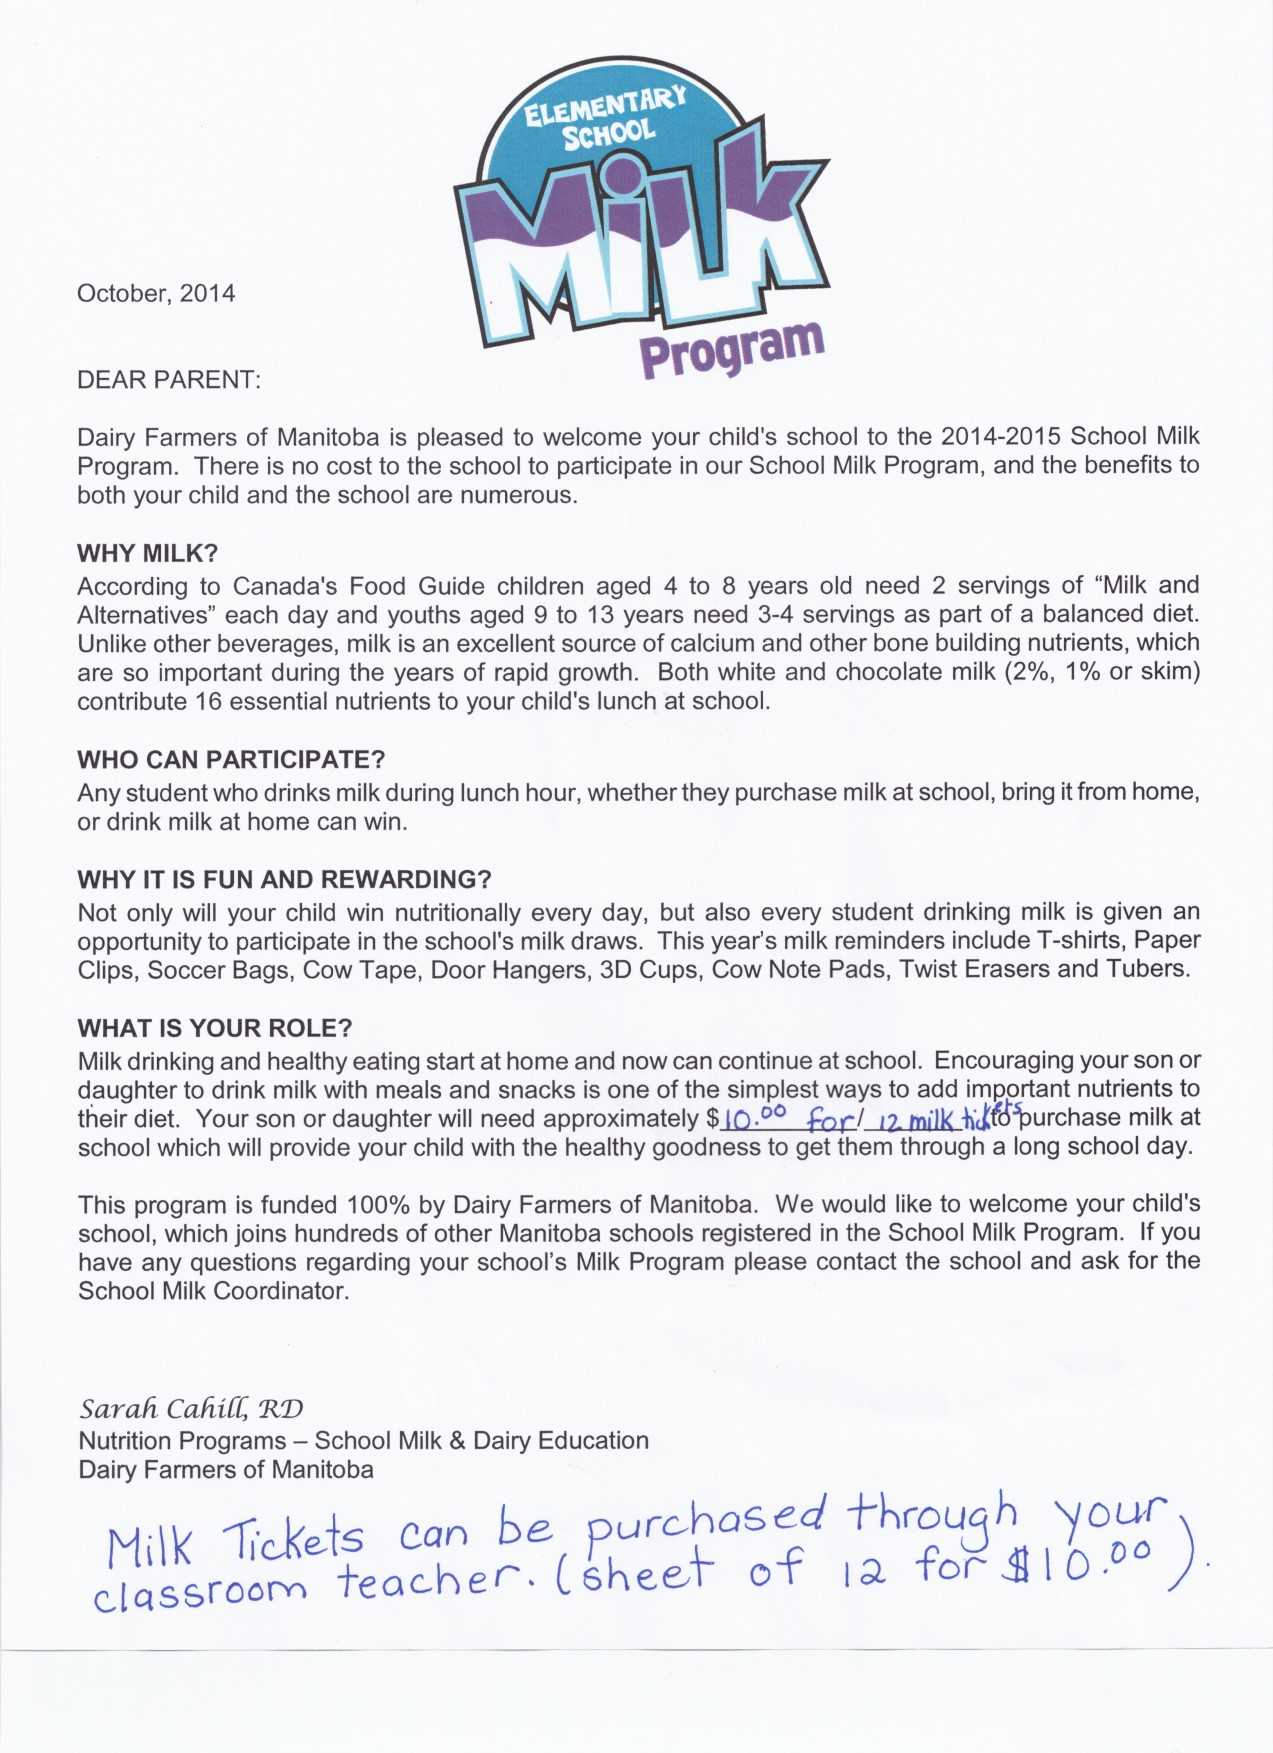 ELEMENTARY
SCHOOL
MiLK
Program
October, 2014
DEAR PARENT:
Dairy Farmers of Manitoba is pleased to welcome your child's school to the 2014-2015 School Milk
Program. There is no cost to the school to participate in our School Milk Program, and the benefits to
both your child and the school are numerous.
WHY MILK?
According to Canada's Food Guide children aged 4 to 8 years old need 2 servings of “Milk and
Alternatives” each day and youths aged 9 to 13 years need 3-4 servings as part of a balanced diet.
Unlike other beverages, milk is an excellent source of calcium and other bone building nutrients, which
are so important during the years of rapid growth. Both white and chocolate milk (2%, 1% or skim)
contribute 16 essential nutrients to your child's lunch at school.
WHO CAN PARTICIPATE?
Any student who drinks milk during lunch hour, whether they purchase milk at school, bring it from home,
or drink milk at home can win.
WHY IT IS FUN AND REWARDING?
Not only will your child win nutritionally every day, but also every student drinking milk is given an
opportunity to participate in the school's milk draws. This year’s milk reminders include T-shirts, Paper
Clips, Soccer Bags, Cow Tape, Door Hangers, 3D Cups, Cow Note Pads, Twist Erasers and Tubers.
WHAT IS YOUR ROLE?
Milk drinking and healthy eating start at home and now can continue at school. Encouraging your son or
daughter to drink milk with meals and snacks is one of the simplest ways to add important nutrients to
their diet. Your son or daughter will need approximately $10.00 for/ 12 milk tickets to purchase milk at
school which will provide your child with the healthy goodness to get them through a long school day.
This program is funded 100% by Dairy Farmers of Manitoba. We would like to welcome your child's
school, which joins hundreds of other Manitoba schools registered in the School Milk Program. If you
have any questions regarding your school’s Milk Program please contact the school and ask for the
School Milk Coordinator.
Sarah Cahill, RD
Nutrition Programs – School Milk & Dairy Education
Dairy Farmers of Manitoba
Milk Tickets can be purchased through your
classroom teacher. (sheet of 12 for $10.00).